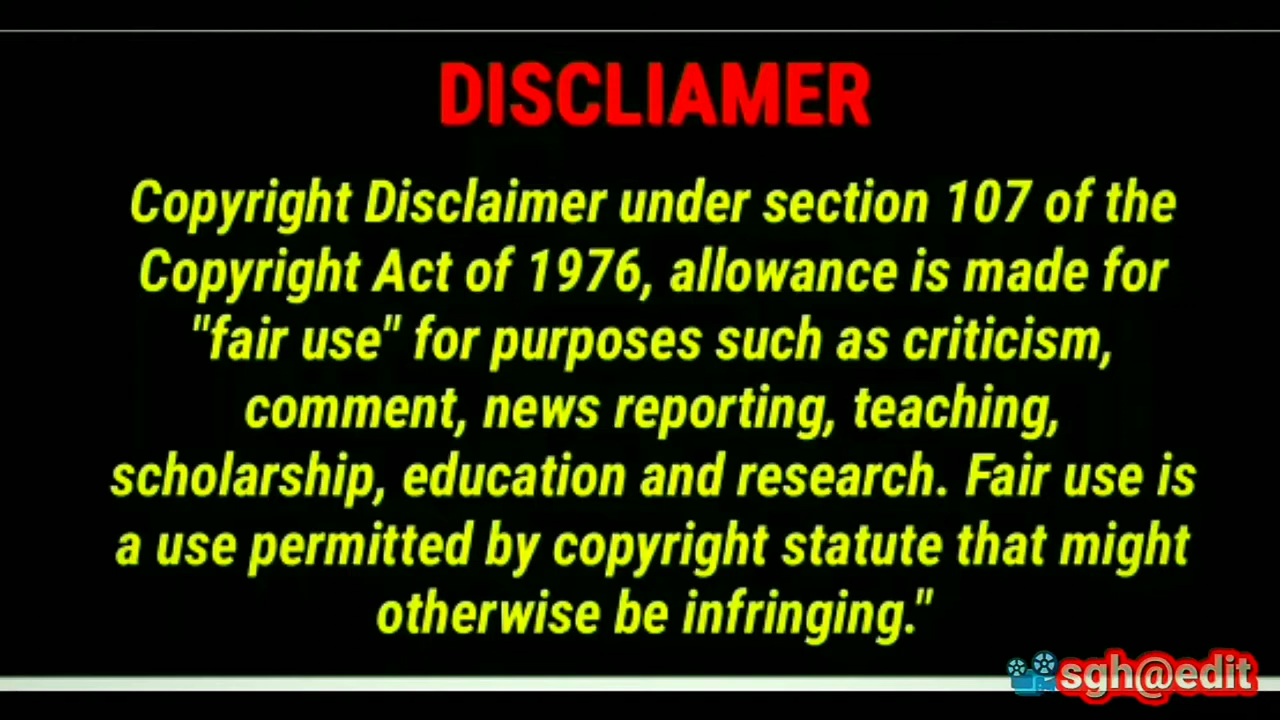 DISCLIAMER
Copyright Disclaimer under section 107 of the
Copyright Act of 1976, allowance is made for
"fair use" for purposes such as criticism,
comment, news reporting, teaching,
scholarship, education and research. Fair use is
a use permitted by copyright statute that might
otherwise be infringing."
sgh@edit